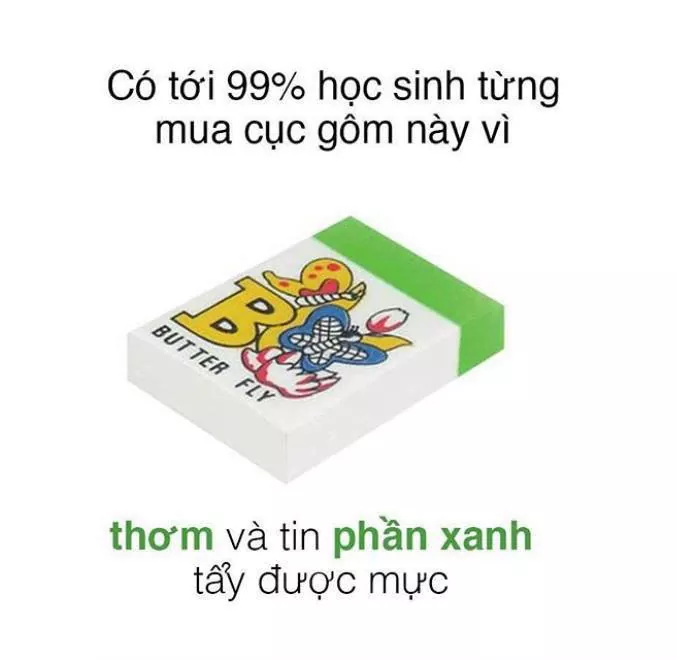 Có tới 99% học sinh từng
mua cục gôm này vì
B
BUTTER FLY
thơm và tin phần xanh
tẩy được mực